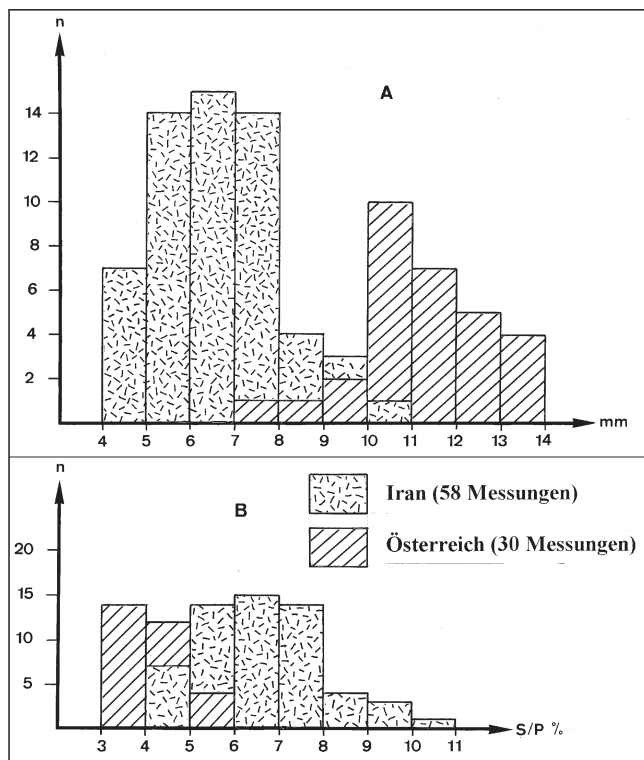 n
A
14
12
10
8
6
4
2
4 5 6 7 8 9 10 11 12 13 14 mm
n
B
Iran (58 Messungen)
Österreich (30 Messungen)
20
15
10
5
3 4 5 6 7 8 9 10 11 S/P %